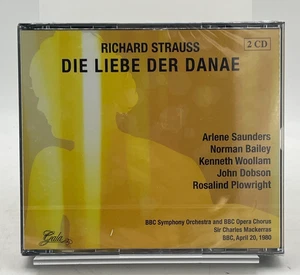 RICHARD STRAUSS
2 CD
DIE LIEBE DER DANAE
Arlene Saunders
Norman Bailey
Kenneth Woollam
John Dobson
Rosalind Plowright
BBC Symphony Orchestra and BBC Opera Chorus
Sir Charles Mackerras
BBC, April 20, 1980
Gala